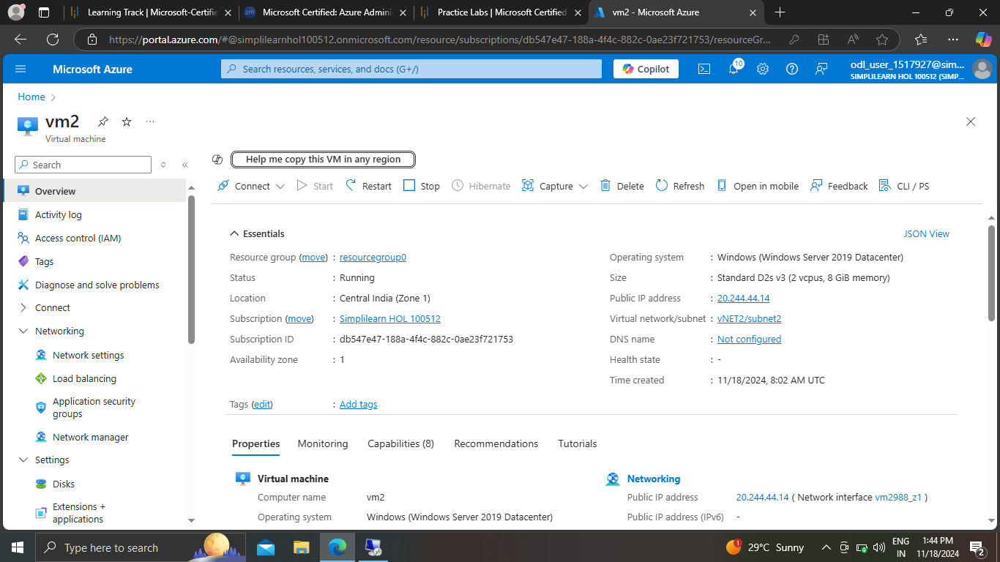 Learning Track | Microsoft-Certifie
Microsoft Certified: Azure Admini
Practice Labs | Microsoft Certified
vm2 - Microsoft Azure
https://portal.azure.com/#@simplilearnhol100512.onmicrosoft.com/resource/subscriptions/db547e47-188a-4f4c-882c-0ae23f721753/resourceGr...
Microsoft Azure
Search resources, services, and docs (G+/)
Copilot
10
odl_user_1517927@sim...
SIMPLILEARN HOL 100512 (SIMP...
Home
vm2
Virtual machine
Search
Help me copy this VM in any region
Connect
Start
Restart
Stop
Hibernate
Capture
Delete
Refresh
Open in mobile
Feedback
CLI / PS
Overview
Activity log
Access control (IAM)
Tags
Diagnose and solve problems
Connect
Networking
Network settings
Load balancing
Application security
groups
Network manager
Settings
Disks
Extensions +
applications
Essentials
JSON View
Resource group (move) : resourcegroup0
Status : Running
Location : Central India (Zone 1)
Subscription (move) : Simplilearn HOL 100512
Subscription ID : db547e47-188a-4f4c-882c-0ae23f721753
Availability zone : 1
Operating system : Windows (Windows Server 2019 Datacenter)
Size : Standard D2s v3 (2 vcpus, 8 GiB memory)
Public IP address : 20.244.44.14
Virtual network/subnet : vNET2/subnet2
DNS name : Not configured
Health state : -
Time created : 11/18/2024, 8:02 AM UTC
Tags (edit) : Add tags
Properties
Monitoring
Capabilities (8)
Recommendations
Tutorials
Virtual machine
Computer name vm2
Operating system Windows (Windows Server 2019 Datacenter)
Networking
Public IP address 20.244.44.14 ( Network interface vm2988_z1 )
Public IP address (IPv6) -
Type here to search
1
29°C Sunny
ENG
IN
1:44 PM
11/18/2024
2